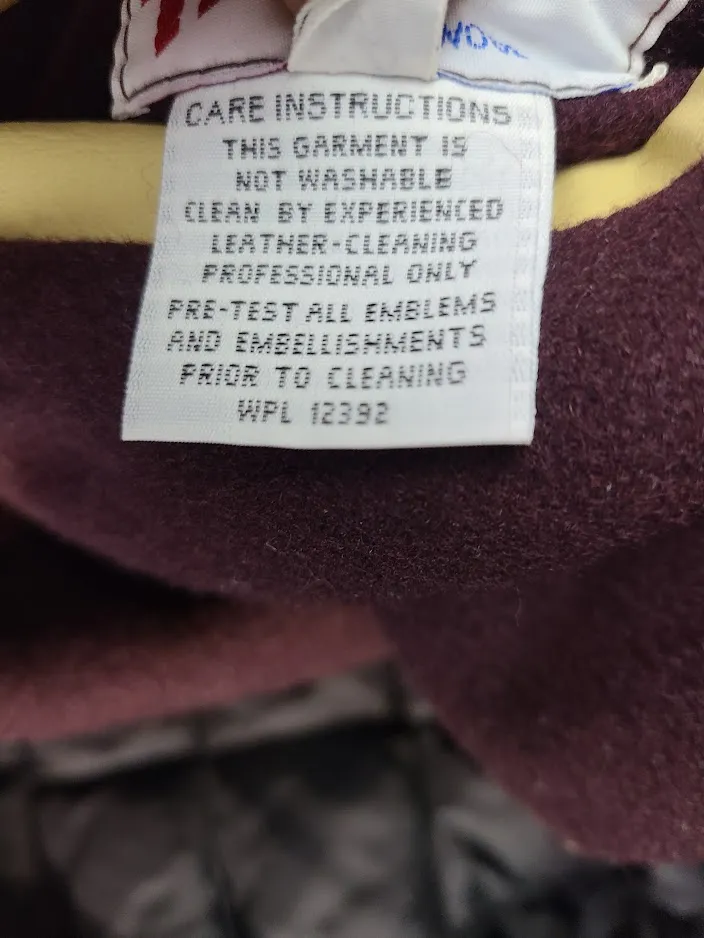 CARE INSTRUCTIONS
THIS GARMENT IS
NOT WASHABLE
CLEAN BY EXPERIENCED
LEATHER-CLEANING
PROFESSIONAL ONLY
PRE-TEST ALL EMBLEMS
AND EMBELLISHMENTS
PRIOR TO CLEANING
WPL 12392